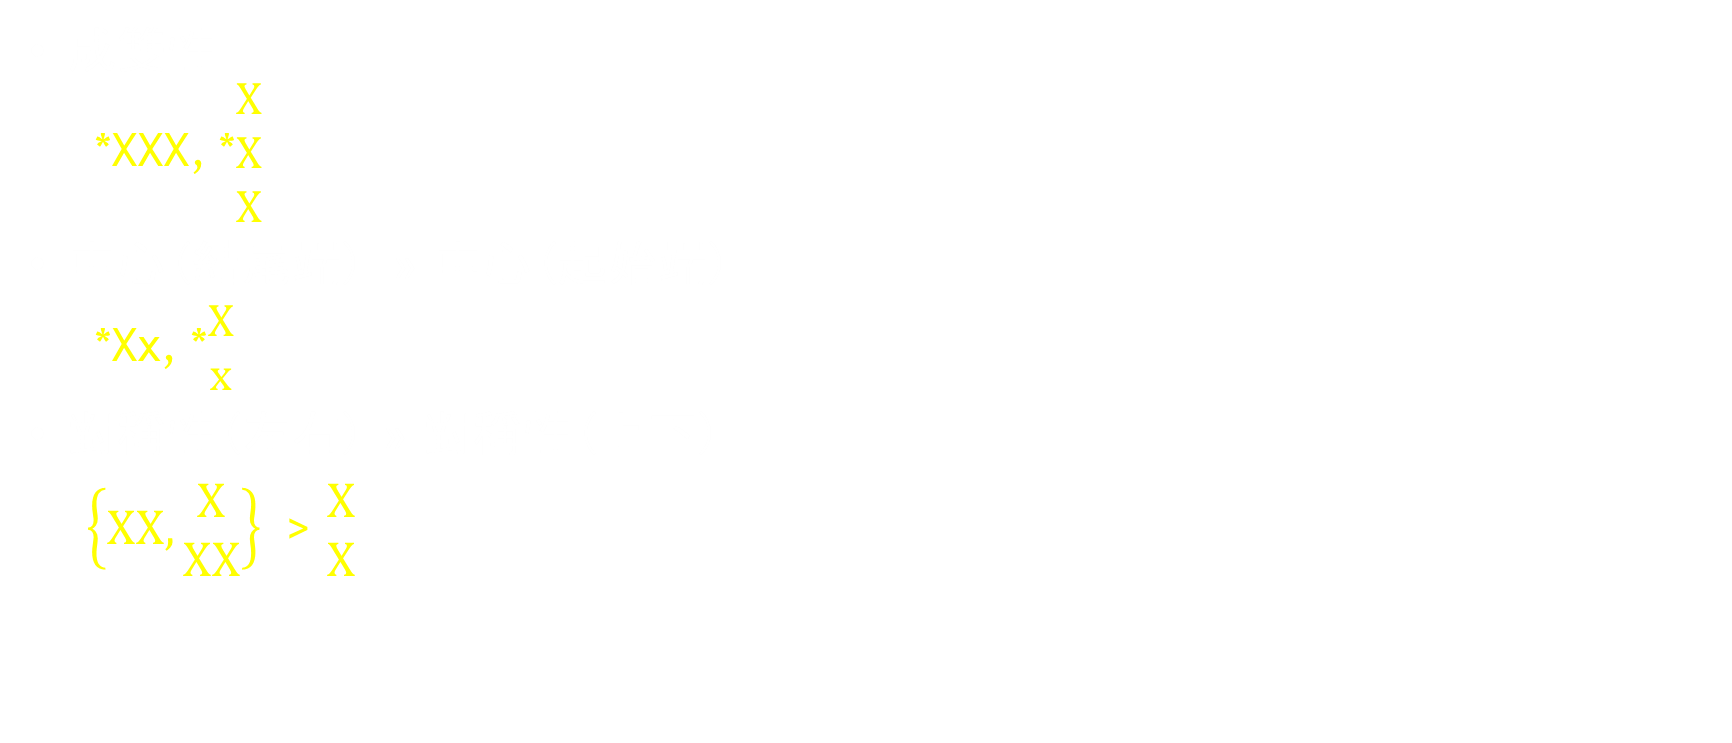 X
*XXX, *X
X
*Xx, *X
x
{XX, X
XX} > X
X